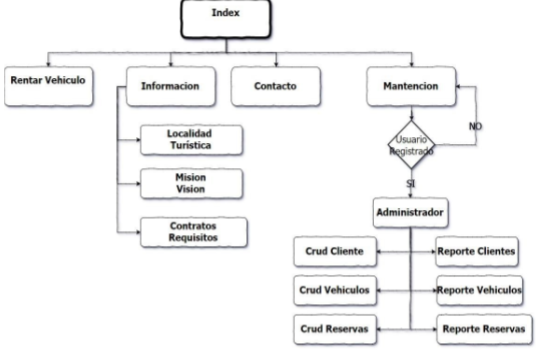 Index
Rentar Vehiculo
Informacion
Contacto
Mantencion
Localidad
Turística
Mision
Vision
Contratos
Requisitos
Usuario
Registrado
NO
SI
Administrador
Crud Cliente
Reporte Clientes
Crud Vehiculos
Reporte Vehiculos
Crud Reservas
Reporte Reservas